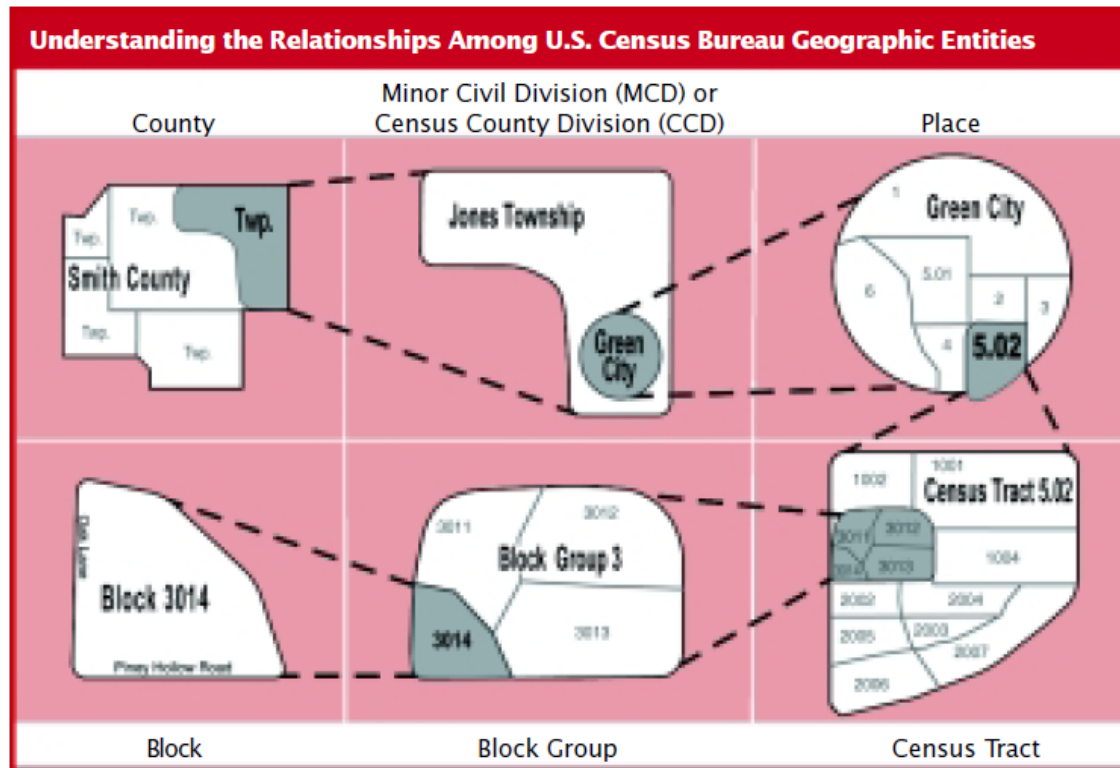 Understanding the Relationships Among U.S. Census Bureau Geographic Entities
County
Minor Civil Division (MCD) or
Census County Division (CCD)
Place
Twp.
Twp.
Twp.
Smith County
Twp.
Twp.
Jones Township
Green
City
1
Green City
5.01
6
2
3
4
5.02
Oak Lane
Block 3014
Piney Hollow Road
3011
3012
Block Group 3
3014
3013
1002
1001
Census Tract 5.02
3011
3012
3014
3013
1004
2002
2004
2005
2003
2007
2006
Block
Block Group
Census Tract